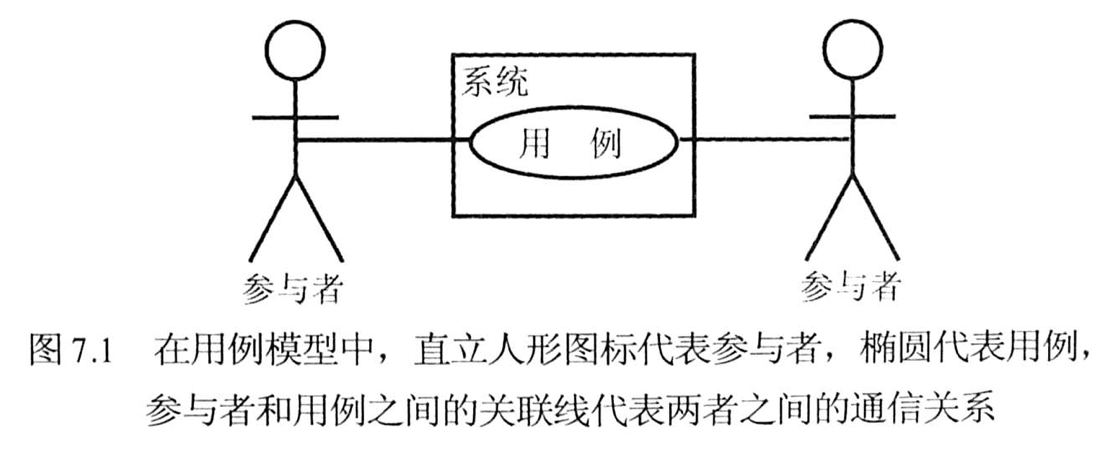 系统
用 例
参与者
参与者
图 7.1 在用例模型中，直立人形图标代表参与者，椭圆代表用例，
参与者和用例之间的关联线代表两者之间的通信关系